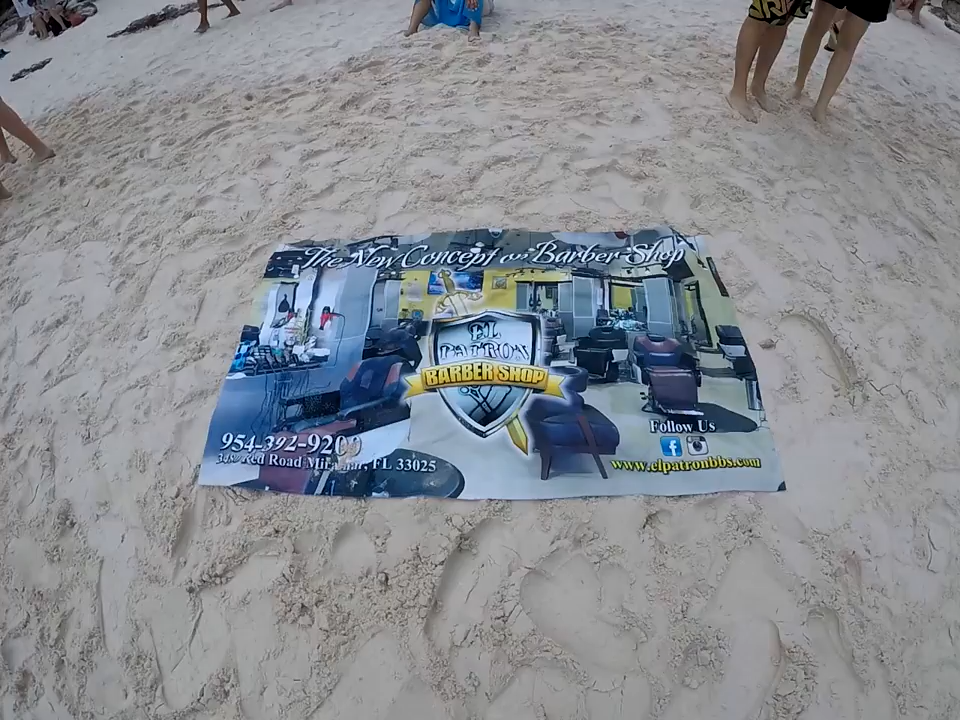 The New Concept on Barber Shop
EL
PATRON
BARBER SHOP
954-392-9200
Red Road Miramar, FL 33025
Follow Us
www.elpatronbbs.com